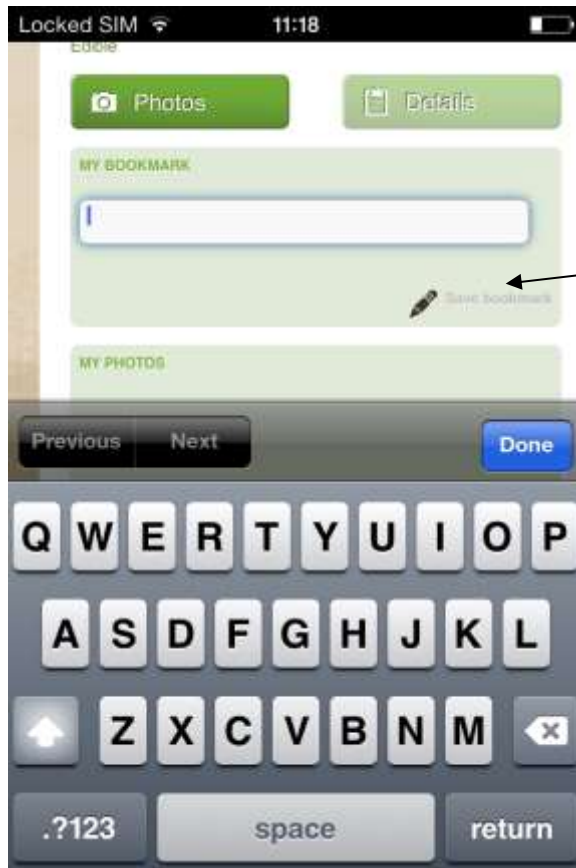 Locked SIM 11:18
Edible
Photos Details
MY BOOKMARK
Save bookmark
MY PHOTOS
Previous Next Done
Q W E R T Y U I O P
A S D F G H J K L
Z X C V B N M
.?123 space return